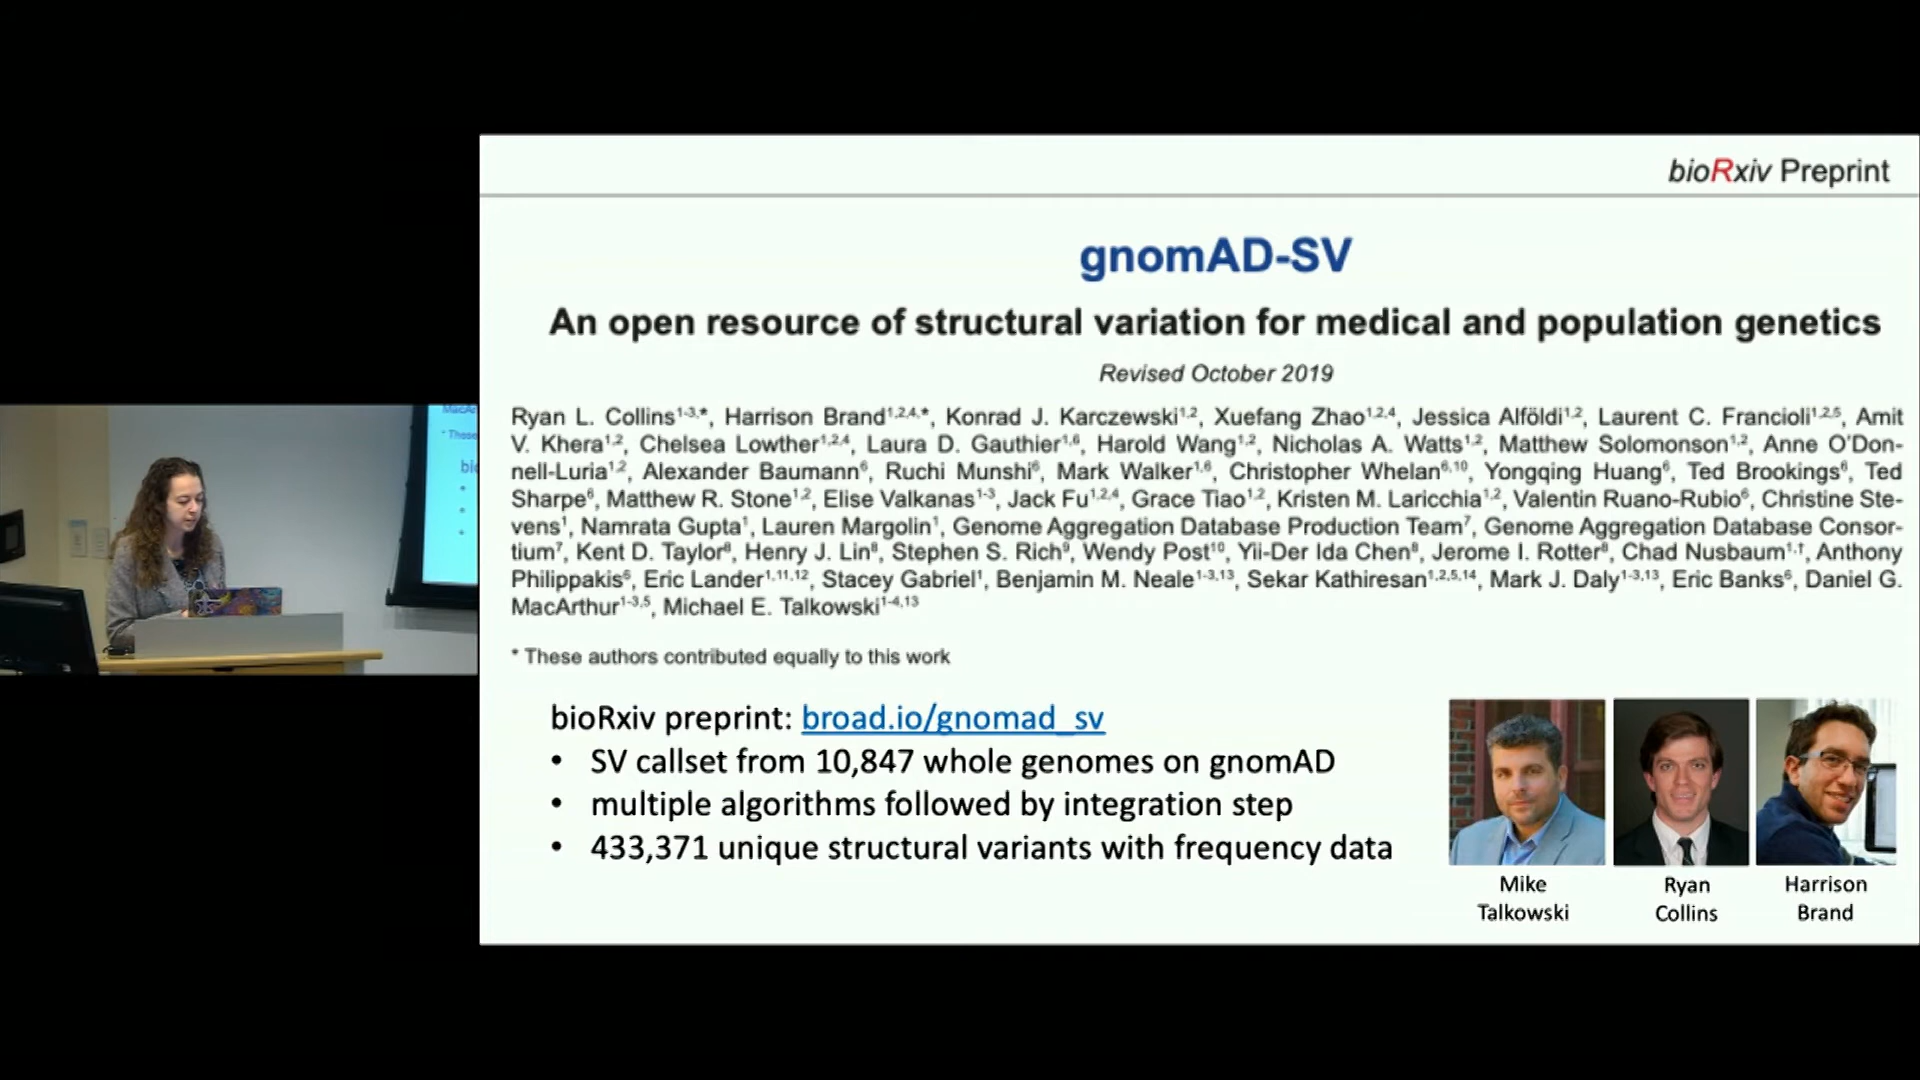 bioRxiv Preprint
gnomAD-SV
An open resource of structural variation for medical and population genetics
Revised October 2019
Ryan L. Collins1-3,*, Harrison Brand1,2,4,*, Konrad J. Karczewski1,2, Xuefang Zhao1,2,4, Jessica Alföldi1,2, Laurent C. Francioli1,2,5, Amit
V. Khera1,2, Chelsea Lowther1,2,4, Laura D. Gauthier1,6, Harold Wang1,2, Nicholas A. Watts1,2, Matthew Solomonson1,2, Anne O'Don-
nell-Luria1,2, Alexander Baumann6, Ruchi Munshi6, Mark Walker1,6, Christopher Whelan6,10, Yongqing Huang6, Ted Brookings6, Ted
Sharpe6, Matthew R. Stone1,2, Elise Valkanas1-3, Jack Fu1,2,4, Grace Tiao1,2, Kristen M. Laricchia1,2, Valentin Ruano-Rubio6, Christine Ste-
vens1, Namrata Gupta1, Lauren Margolin1, Genome Aggregation Database Production Team7, Genome Aggregation Database Consor-
tium7, Kent D. Taylor8, Henry J. Lin8, Stephen S. Rich9, Wendy Post10, Yii-Der Ida Chen8, Jerome I. Rotter8, Chad Nusbaum1,†, Anthony
Philippakis6, Eric Lander1,11,12, Stacey Gabriel1, Benjamin M. Neale1-3,13, Sekar Kathiresan1,2,5,14, Mark J. Daly1-3,13, Eric Banks6, Daniel G.
MacArthur1-3,5, Michael E. Talkowski1-4,13
* These authors contributed equally to this work
bioRxiv preprint: broad.io/gnomad_sv
• SV callset from 10,847 whole genomes on gnomAD
• multiple algorithms followed by integration step
• 433,371 unique structural variants with frequency data
Mike
Talkowski
Ryan
Collins
Harrison
Brand